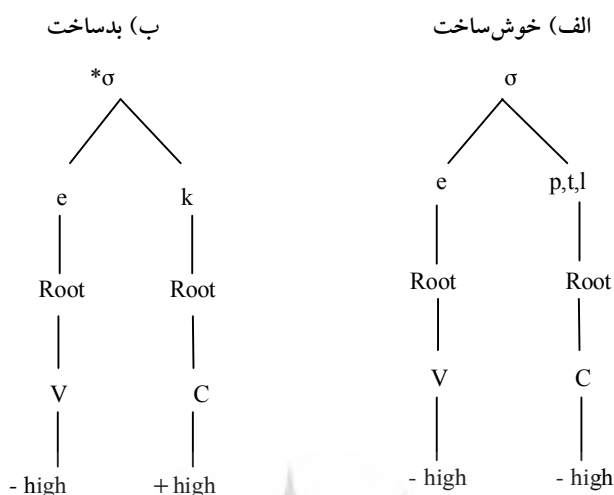 الف) خوش‌ساخت
ب) بدساخت
σ
*σ
e p,t,l
e k
Root Root
Root Root
V C
V C
- high - high
- high + high